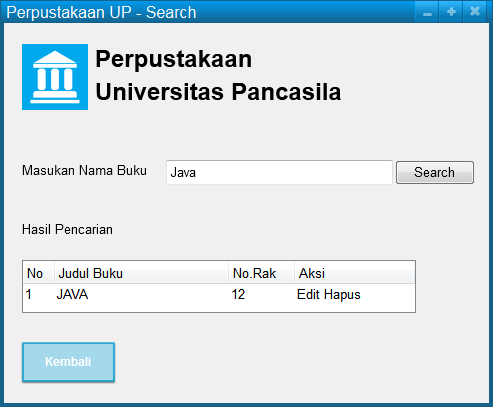 Perpustakaan UP - Search
Perpustakaan
Universitas Pancasila
Masukan Nama Buku Java Search
Hasil Pencarian
No Judul Buku No.Rak Aksi
1 JAVA 12 Edit Hapus
Kembali